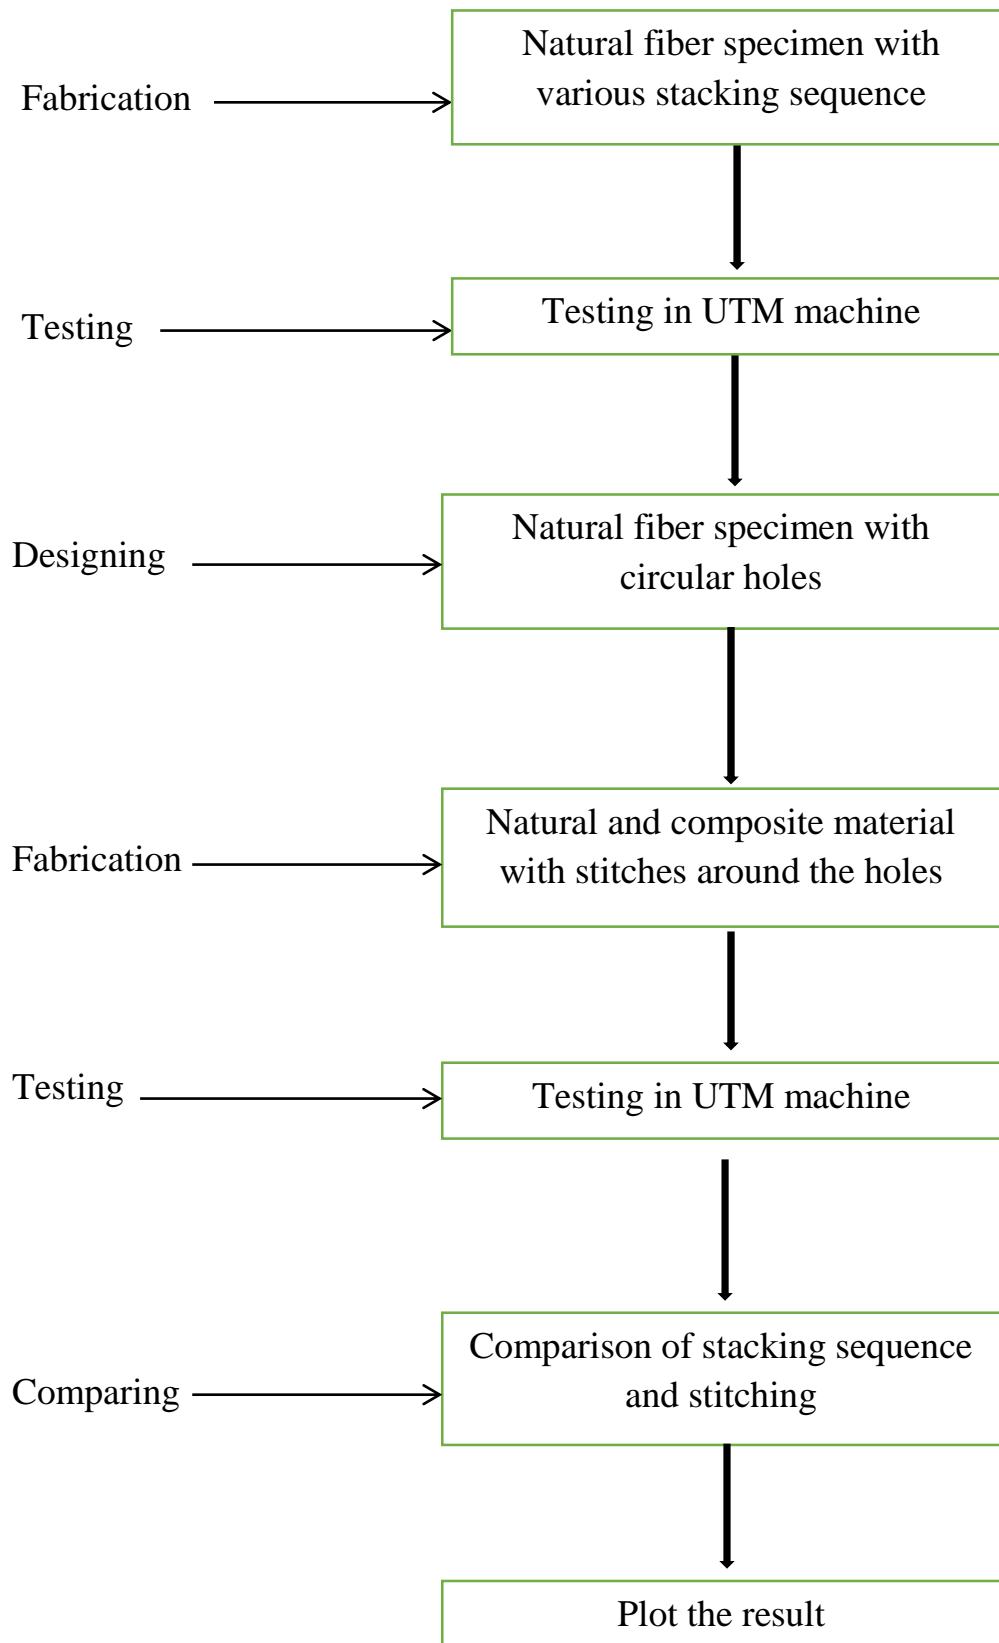 Natural fiber specimen with
Fabrication
various stacking sequence
Testing
Testing in UTM machine
Designing
Natural fiber specimen with
circular holes
Fabrication
Natural and composite material
with stitches around the holes
Testing
Testing in UTM machine
Comparing
Comparison of stacking sequence
and stitching
Plot the result